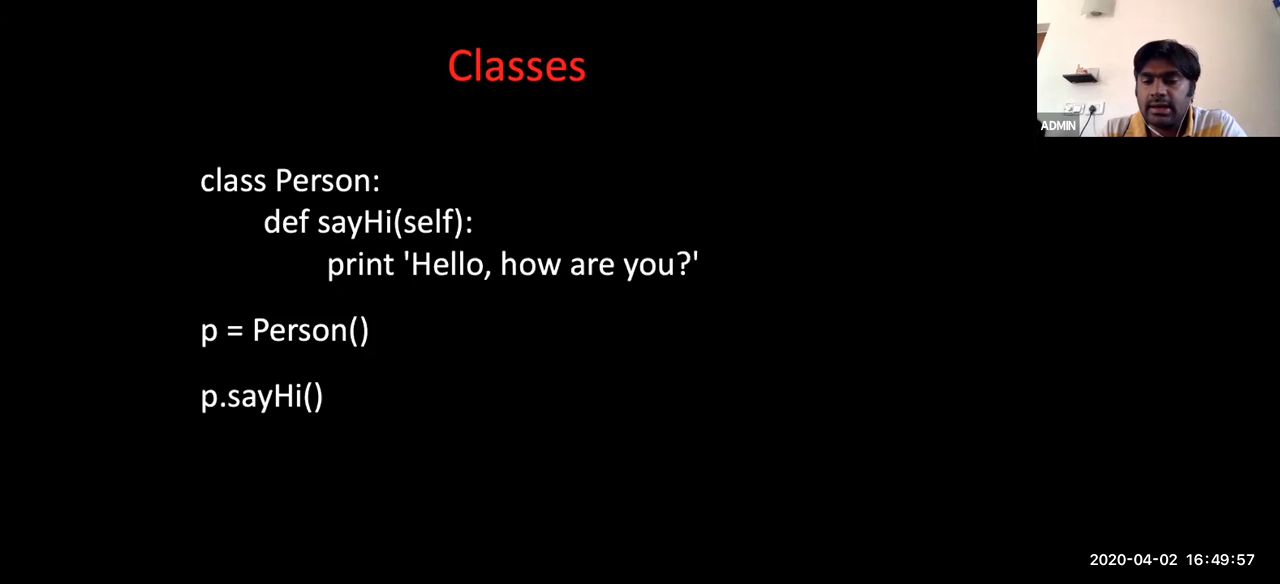 Classes
ADMIN
class Person:
def sayHi(self):
print 'Hello, how are you?'
p = Person()
p.sayHi()
2020-04-02 16:49:57